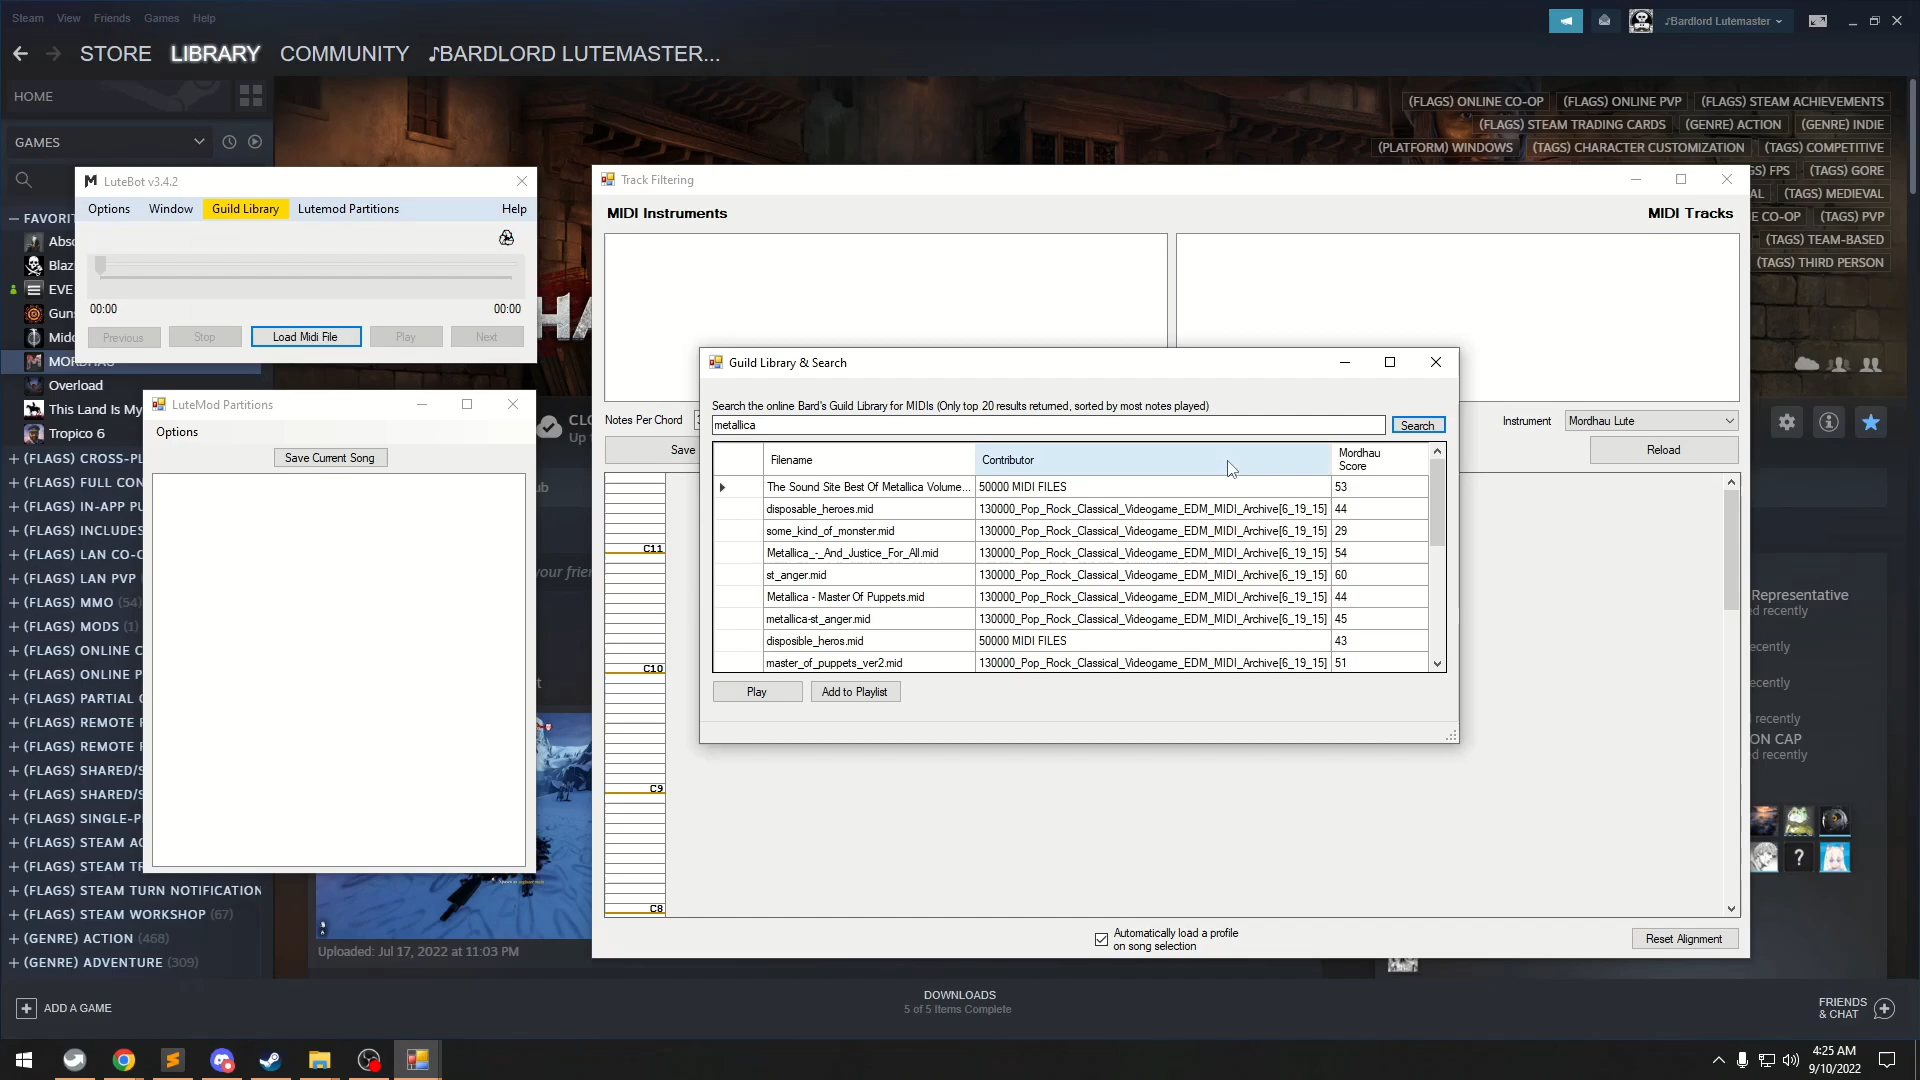 Steam View Friends Games Help
♪Bardlord Lutemaster
STORE LIBRARY COMMUNITY ♪BARDLORD LUTEMASTER...
HOME
GAMES
(FLAGS) ONLINE CO-OP (FLAGS) ONLINE PVP (FLAGS) STEAM ACHIEVEMENTS
(FLAGS) STEAM TRADING CARDS (GENRE) ACTION (GENRE) INDIE
(PLATFORM) WINDOWS (TAGS) CHARACTER CUSTOMIZATION (TAGS) COMPETITIVE
GS) FPS (TAGS) GORE
AL (TAGS) MEDIEVAL
E CO-OP (TAGS) PVP
(TAGS) TEAM-BASED
(TAGS) THIRD PERSON
LuteBot v3.4.2
Options Window Guild Library Lutemod Partitions Help
00:00 00:00
Previous Stop Load Midi File Play Next
Track Filtering
MIDI Instruments MIDI Tracks
Notes Per Chord
Instrument Mordhau Lute
Save
Reload
C11
C10
C9
C8
Automatically load a profile
on song selection
Reset Alignment
Guild Library & Search
Search the online Bard's Guild Library for MIDIs (Only top 20 results returned, sorted by most notes played)
metallica Search
Filename Contributor Mordhau
Score
The Sound Site Best Of Metallica Volume... 50000 MIDI FILES 53
disposable_heroes.mid 130000_Pop_Rock_Classical_Videogame_EDM_MIDI_Archive[6_19_15] 44
some_kind_of_monster.mid 130000_Pop_Rock_Classical_Videogame_EDM_MIDI_Archive[6_19_15] 29
Metallica_-_And_Justice_For_All.mid 130000_Pop_Rock_Classical_Videogame_EDM_MIDI_Archive[6_19_15] 54
st_anger.mid 130000_Pop_Rock_Classical_Videogame_EDM_MIDI_Archive[6_19_15] 60
Metallica - Master Of Puppets.mid 130000_Pop_Rock_Classical_Videogame_EDM_MIDI_Archive[6_19_15] 44
metallica-st_anger.mid 130000_Pop_Rock_Classical_Videogame_EDM_MIDI_Archive[6_19_15] 45
disposible_heros.mid 50000 MIDI FILES 43
master_of_puppets_ver2.mid 130000_Pop_Rock_Classical_Videogame_EDM_MIDI_Archive[6_19_15] 51
Play Add to Playlist
LuteMod Partitions
Options
Save Current Song
FAVORI
Abso
Blaz
EVE
Gun
Mid
MORDHAU
Overload
This Land Is My
Tropico 6
(FLAGS) CROSS-PL
(FLAGS) FULL CON
(FLAGS) IN-APP PU
(FLAGS) INCLUDES
(FLAGS) LAN CO-O
(FLAGS) LAN PVP
(FLAGS) MMO (54)
(FLAGS) MODS (1)
(FLAGS) ONLINE C
(FLAGS) ONLINE P
(FLAGS) PARTIAL C
(FLAGS) REMOTE P
(FLAGS) REMOTE P
(FLAGS) SHARED/S
(FLAGS) SHARED/S
(FLAGS) SINGLE-P
(FLAGS) STEAM AC
(FLAGS) STEAM TR
(FLAGS) STEAM TURN NOTIFICATION
(FLAGS) STEAM WORKSHOP (67)
(GENRE) ACTION (468)
(GENRE) ADVENTURE (309)
CLO
Up
ub
your frien
Representative
ed recently
ecently
d recently
ON CAP
ed recently
Uploaded: Jul 17, 2022 at 11:03 PM
ADD A GAME
DOWNLOADS
5 of 5 Items Complete
FRIENDS
& CHAT
4:25 AM
9/10/2022